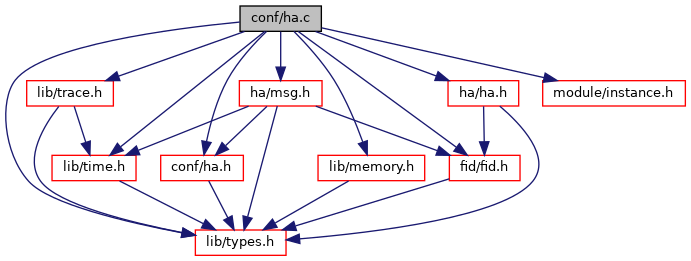 conf/ha.c
lib/trace.h
ha/msg.h
ha/ha.h
module/instance.h
lib/time.h
conf/ha.h
lib/memory.h
fid/fid.h
lib/types.h